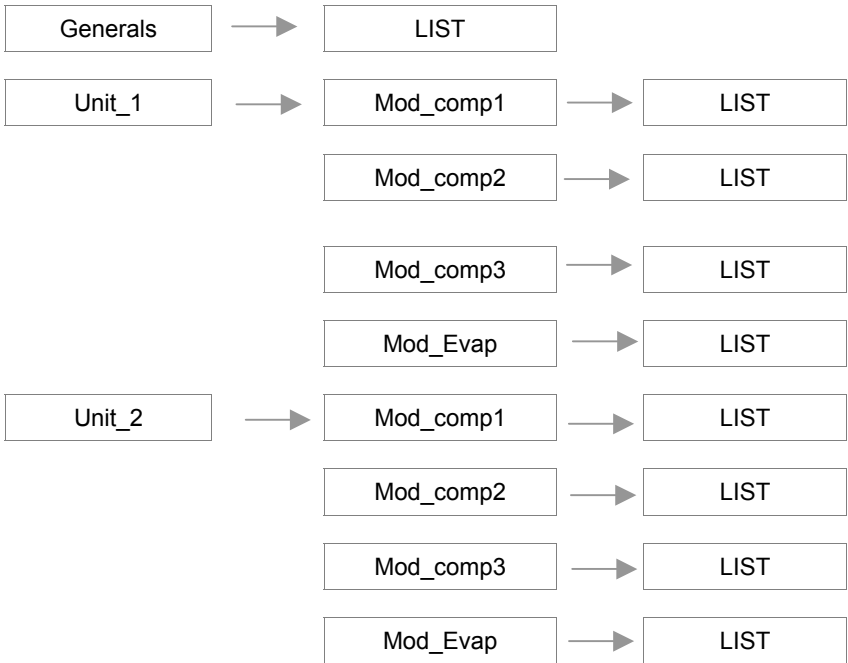 Generals LIST
Unit_1 Mod_comp1 LIST
Mod_comp2 LIST
Mod_comp3 LIST
Mod_Evap LIST
Unit_2 Mod_comp1 LIST
Mod_comp2 LIST
Mod_comp3 LIST
Mod_Evap LIST